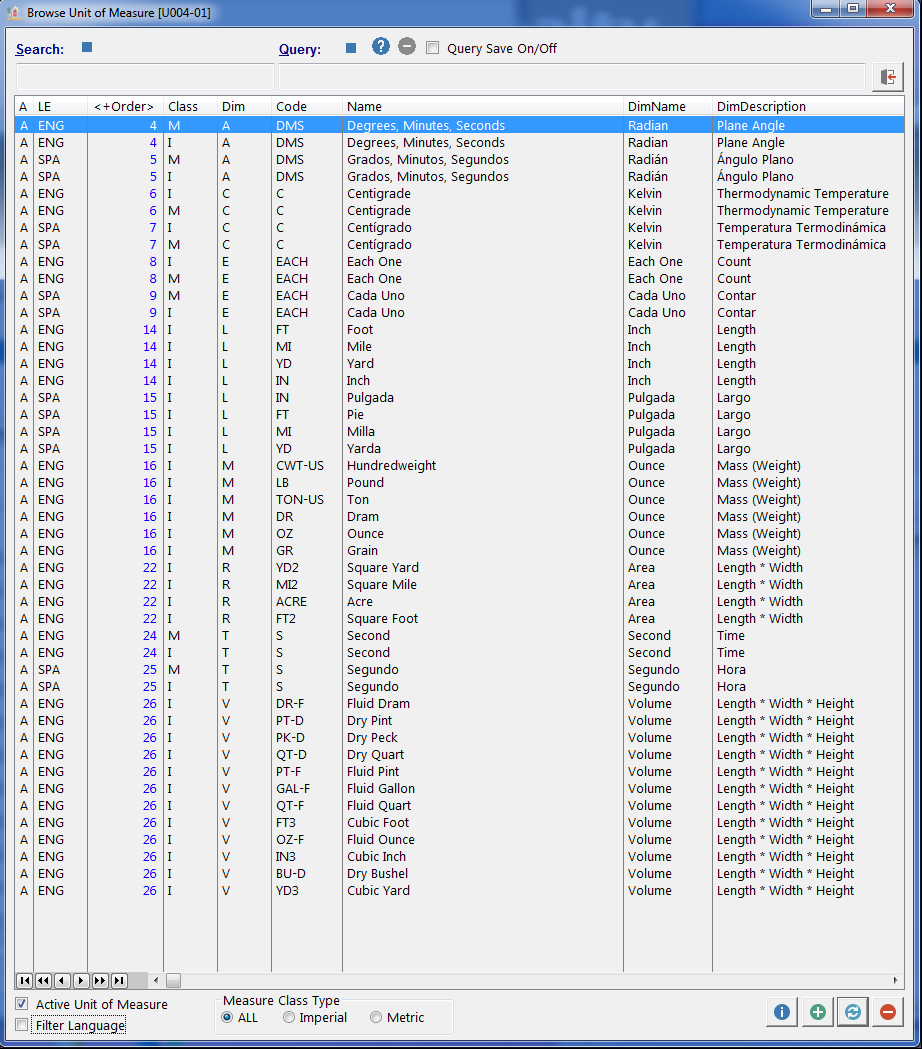 Browse Unit of Measure [U004-01]
Search: Query: ? Query Save On/Off
A LE <+Order> Class Dim Code Name DimName DimDescription
A ENG 4 M A DMS Degrees, Minutes, Seconds Radian Plane Angle
A ENG 4 I A DMS Degrees, Minutes, Seconds Radian Plane Angle
A SPA 5 M A DMS Grados, Minutos, Segundos Radián Ángulo Plano
A SPA 5 I A DMS Grados, Minutos, Segundos Radián Ángulo Plano
A ENG 6 I C C Centigrade Kelvin Thermodynamic Temperature
A ENG 6 M C C Centigrade Kelvin Thermodynamic Temperature
A SPA 7 I C C Centígrado Kelvin Temperatura Termodinámica
A SPA 7 M C C Centígrado Kelvin Temperatura Termodinámica
A ENG 8 I E EACH Each One Each One Count
A ENG 8 M E EACH Each One Each One Count
A SPA 9 M E EACH Cada Uno Cada Uno Contar
A SPA 9 I E EACH Cada Uno Cada Uno Contar
A ENG 14 I L FT Foot Inch Length
A ENG 14 I L MI Mile Inch Length
A ENG 14 I L YD Yard Inch Length
A ENG 14 I L IN Inch Inch Length
A SPA 15 I L IN Pulgada Pulgada Largo
A SPA 15 I L FT Pie Pulgada Largo
A SPA 15 I L MI Milla Pulgada Largo
A SPA 15 I L YD Yarda Pulgada Largo
A ENG 16 I M CWT-US Hundredweight Ounce Mass (Weight)
A ENG 16 I M LB Pound Ounce Mass (Weight)
A ENG 16 I M TON-US Ton Ounce Mass (Weight)
A ENG 16 I M DR Dram Ounce Mass (Weight)
A ENG 16 I M OZ Ounce Ounce Mass (Weight)
A ENG 16 I M GR Grain Ounce Mass (Weight)
A ENG 22 I R YD2 Square Yard Area Length * Width
A ENG 22 I R MI2 Square Mile Area Length * Width
A ENG 22 I R ACRE Acre Area Length * Width
A ENG 22 I R FT2 Square Foot Area Length * Width
A ENG 24 M T S Second Second Time
A ENG 24 I T S Second Second Time
A SPA 25 M T S Segundo Segundo Hora
A SPA 25 I T S Segundo Segundo Hora
A ENG 26 I V DR-F Fluid Dram Volume Length * Width * Height
A ENG 26 I V PT-D Dry Pint Volume Length * Width * Height
A ENG 26 I V PK-D Dry Peck Volume Length * Width * Height
A ENG 26 I V QT-D Dry Quart Volume Length * Width * Height
A ENG 26 I V PT-F Fluid Pint Volume Length * Width * Height
A ENG 26 I V GAL-F Fluid Gallon Volume Length * Width * Height
A ENG 26 I V QT-F Fluid Quart Volume Length * Width * Height
A ENG 26 I V FT3 Cubic Foot Volume Length * Width * Height
A ENG 26 I V OZ-F Fluid Ounce Volume Length * Width * Height
A ENG 26 I V IN3 Cubic Inch Volume Length * Width * Height
A ENG 26 I V BU-D Dry Bushel Volume Length * Width * Height
A ENG 26 I V YD3 Cubic Yard Volume Length * Width * Height
Active Unit of Measure Measure Class Type
Filter Language ALL Imperial Metric